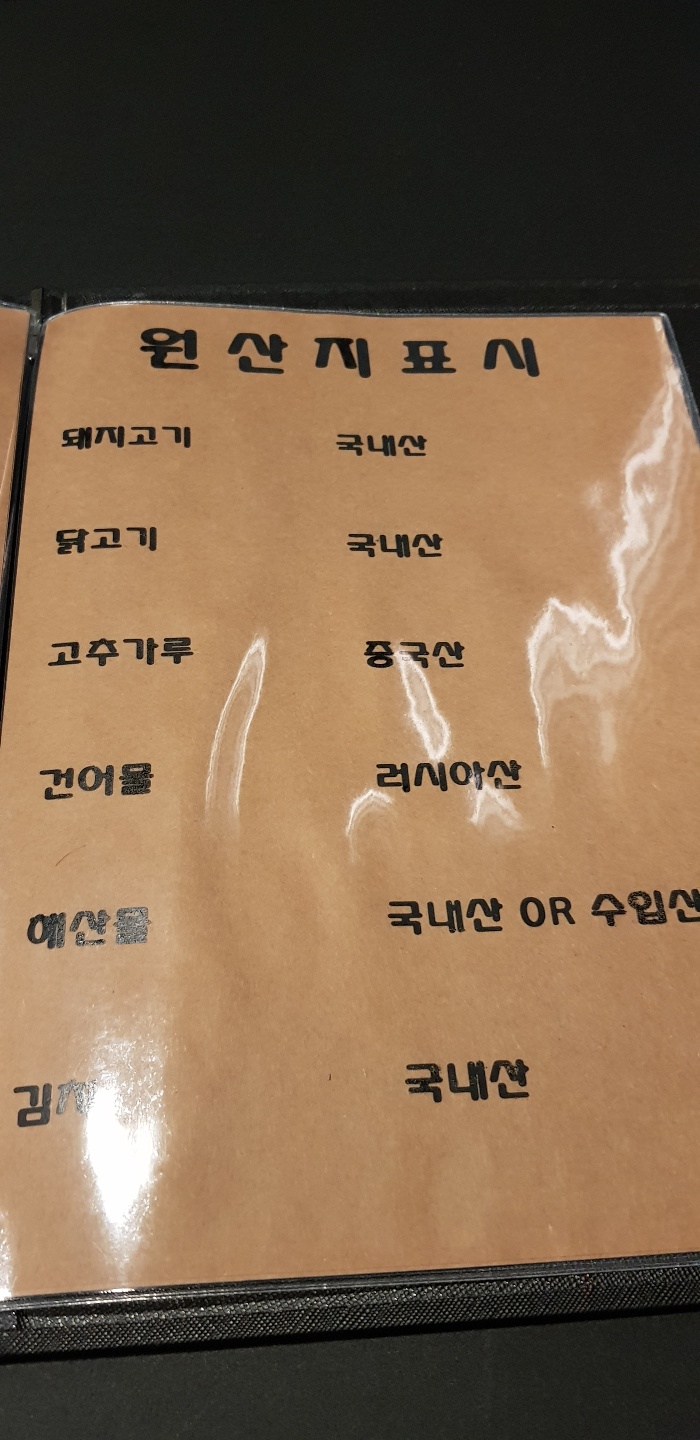 원산지표시
돼지고기 국내산
닭고기 국내산
고추가루 중국산
건어물 러시아산
해산물 국내산 OR 수입산
국내산